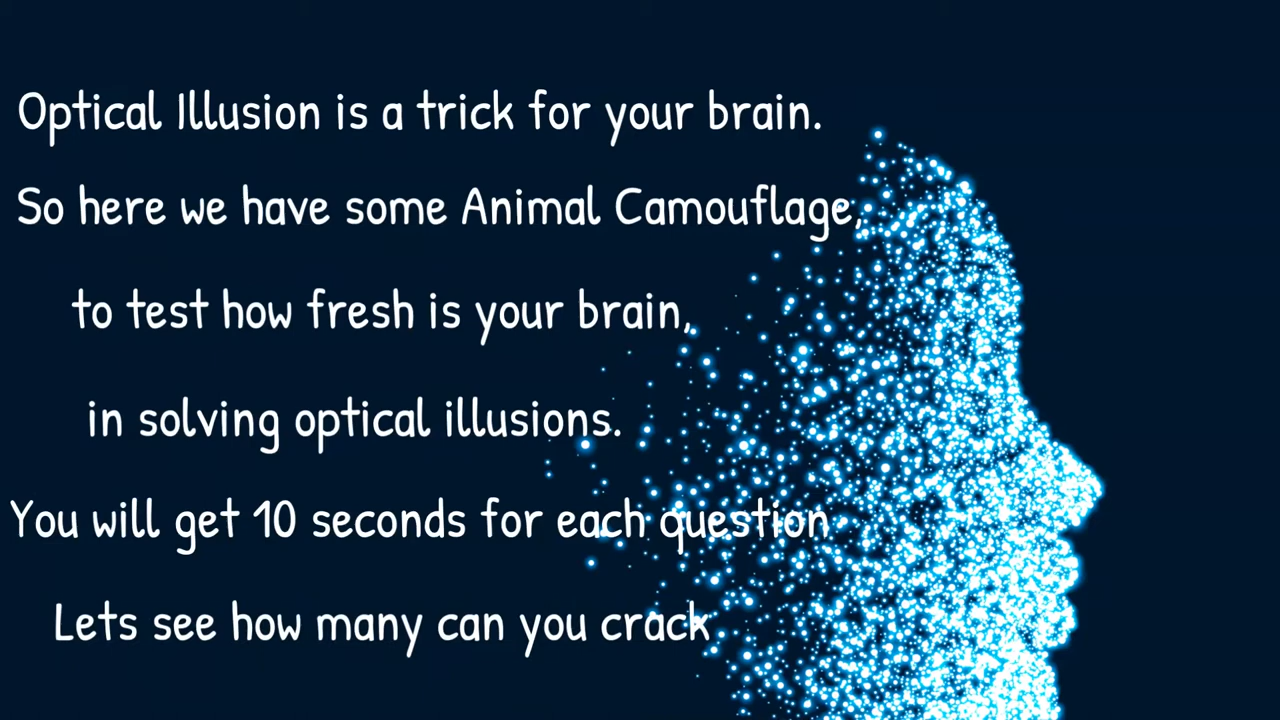 Optical Illusion is a trick for your brain.
So here we have some Animal Camouflage,
to test how fresh is your brain,
in solving optical illusions.
You will get 10 seconds for each question
Lets see how many can you crack